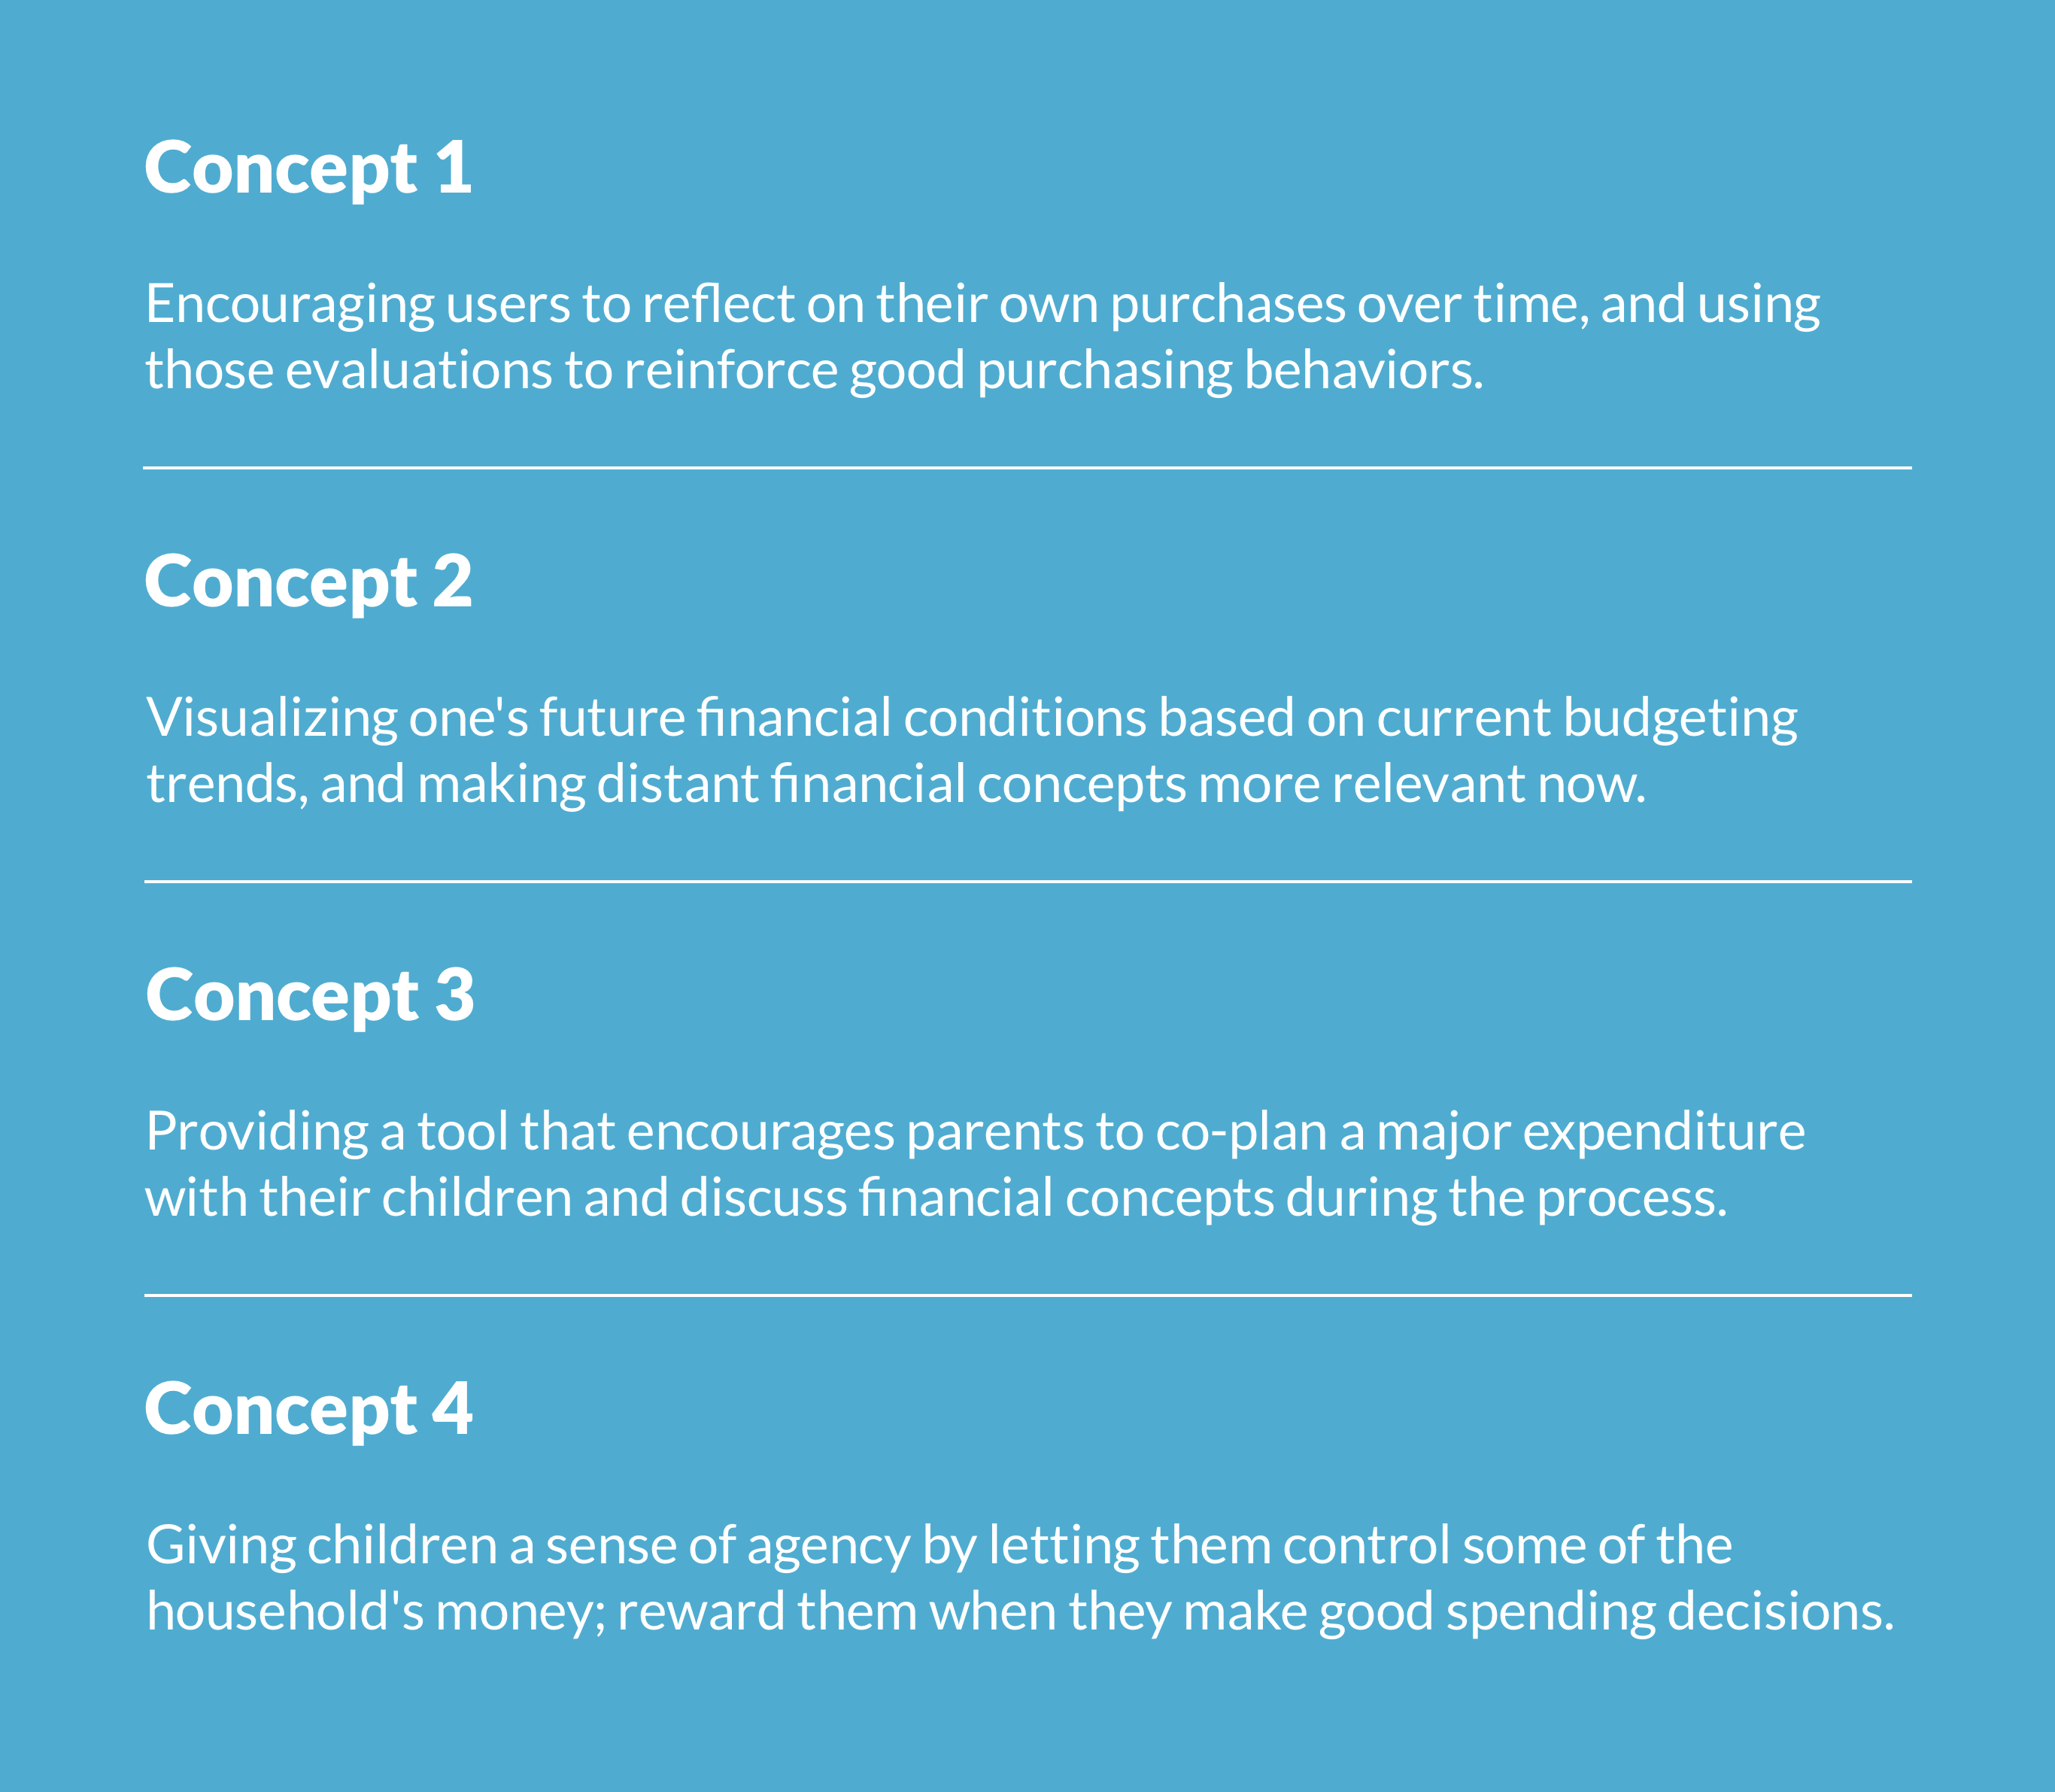 Concept 1
Encouraging users to reflect on their own purchases over time, and using
those evaluations to reinforce good purchasing behaviors.
Concept 2
Visualizing one's future financial conditions based on current budgeting
trends, and making distant financial concepts more relevant now.
Concept 3
Providing a tool that encourages parents to co-plan a major expenditure
with their children and discuss financial concepts during the process.
Concept 4
Giving children a sense of agency by letting them control some of the
household's money; reward them when they make good spending decisions.